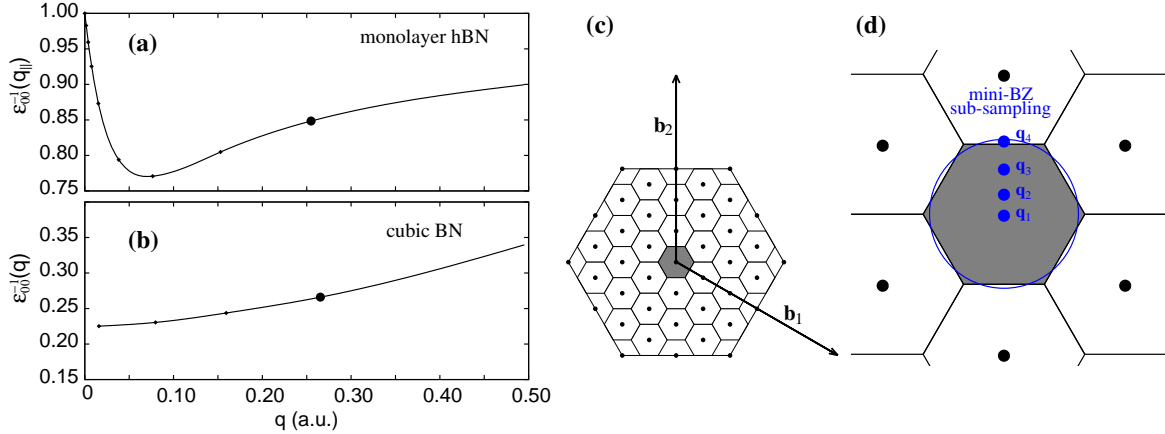 (a)
monolayer hBN
1.00
0.95
0.90
0.85
0.80
0.75
ε⁻¹₀₀(q∥)
(b)
cubic BN
0.35
0.30
0.25
0.20
0.15
ε⁻¹₀₀(q)
0 0.10 0.20 0.30 0.40 0.50
q (a.u.)
(c)
b₂
b₁
(d)
mini-BZ
sub-sampling
q₄
q₃
q₂
q₁